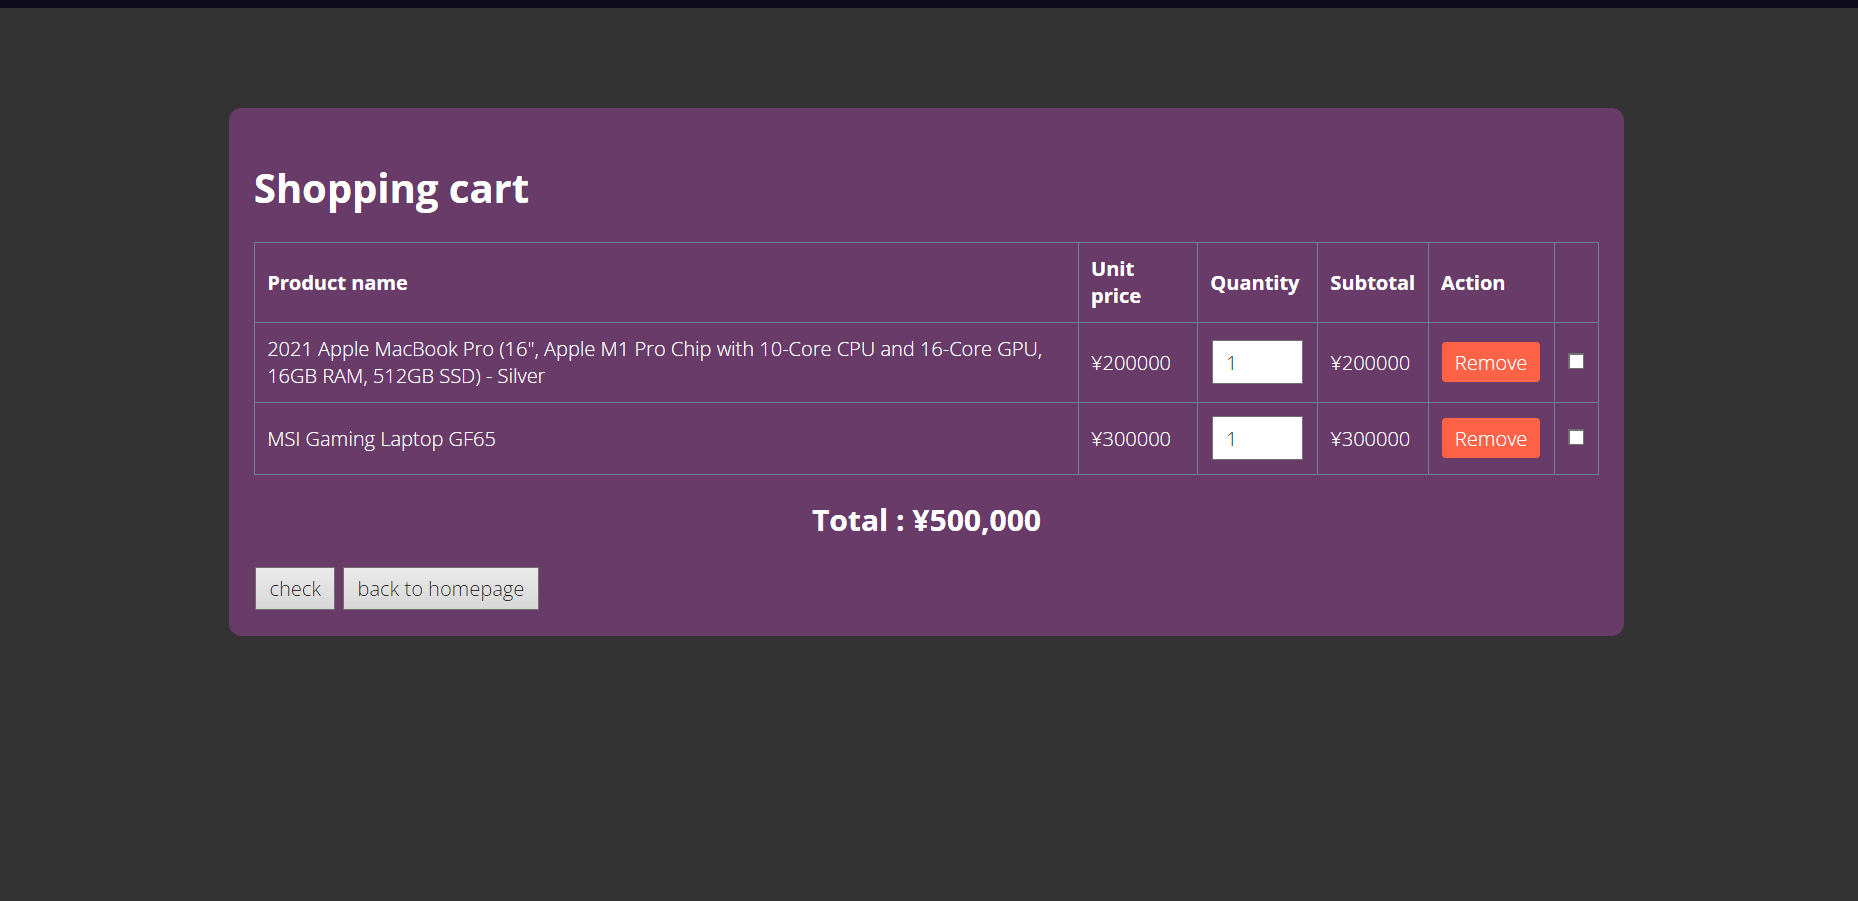 Shopping cart
Product name
Unit
price
Quantity
Subtotal
Action
2021 Apple MacBook Pro (16", Apple M1 Pro Chip with 10-Core CPU and 16-Core GPU,
16GB RAM, 512GB SSD) - Silver
¥200000
1
¥200000
Remove
MSI Gaming Laptop GF65
¥300000
1
¥300000
Remove
Total : ¥500,000
check
back to homepage